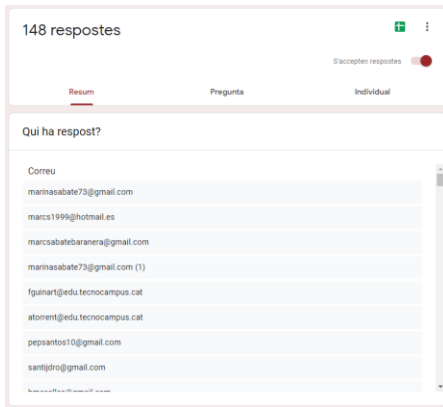 148 respostes
S'accepten respostes
Resum Pregunta Individual
Qui ha respost?
Correu
marinasabate73@gmail.com
marcs1999@hotmail.es
marcsabatebaranera@gmail.com
marinasabate73@gmail.com (1)
fguinart@edu.tecnocampus.cat
atorrent@edu.tecnocampus.cat
pepsantos10@gmail.com
santijdro@gmail.com